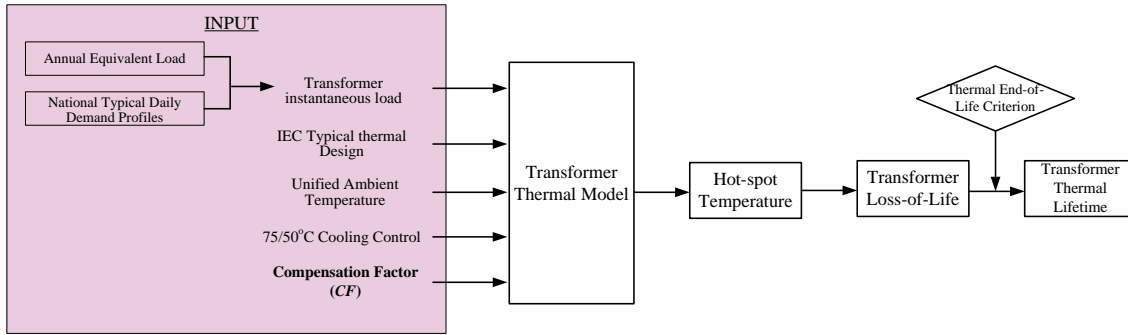 INPUT
Annual Equivalent Load
National Typical Daily
Demand Profiles
Transformer
instantaneous load
IEC Typical thermal
Design
Unified Ambient
Temperature
75/50°C Cooling Control
Compensation Factor
(CF)
Transformer
Thermal Model
Hot-spot
Temperature
Transformer
Loss-of-Life
Thermal End-of-
Life Criterion
Transformer
Thermal
Lifetime